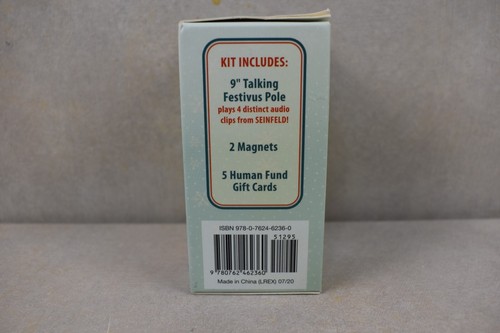 KIT INCLUDES:
9" Talking
Festivus Pole
plays 4 distinct audio
clips from SEINFELD!
2 Magnets
5 Human Fund
Gift Cards
ISBN 978-0-7624-6236-0
51295
9 780762 462360
Made in China (LREX) 07/20